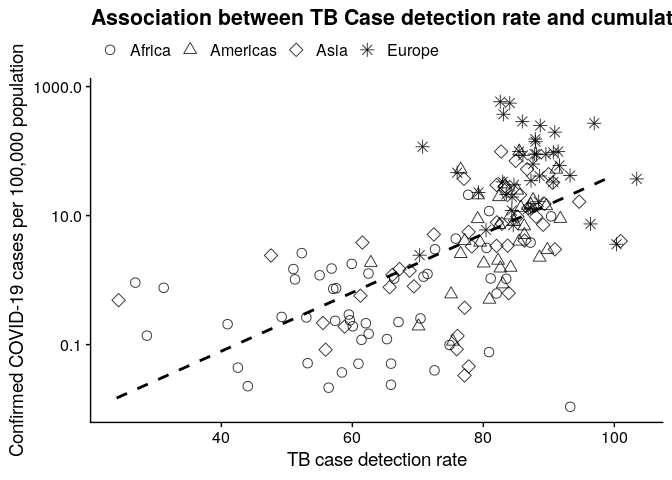 Association between TB Case detection rate and cumulat
Africa Americas Asia Europe
Confirmed COVID-19 cases per 100,000 population
1000.0
10.0
0.1
40 60 80 100
TB case detection rate